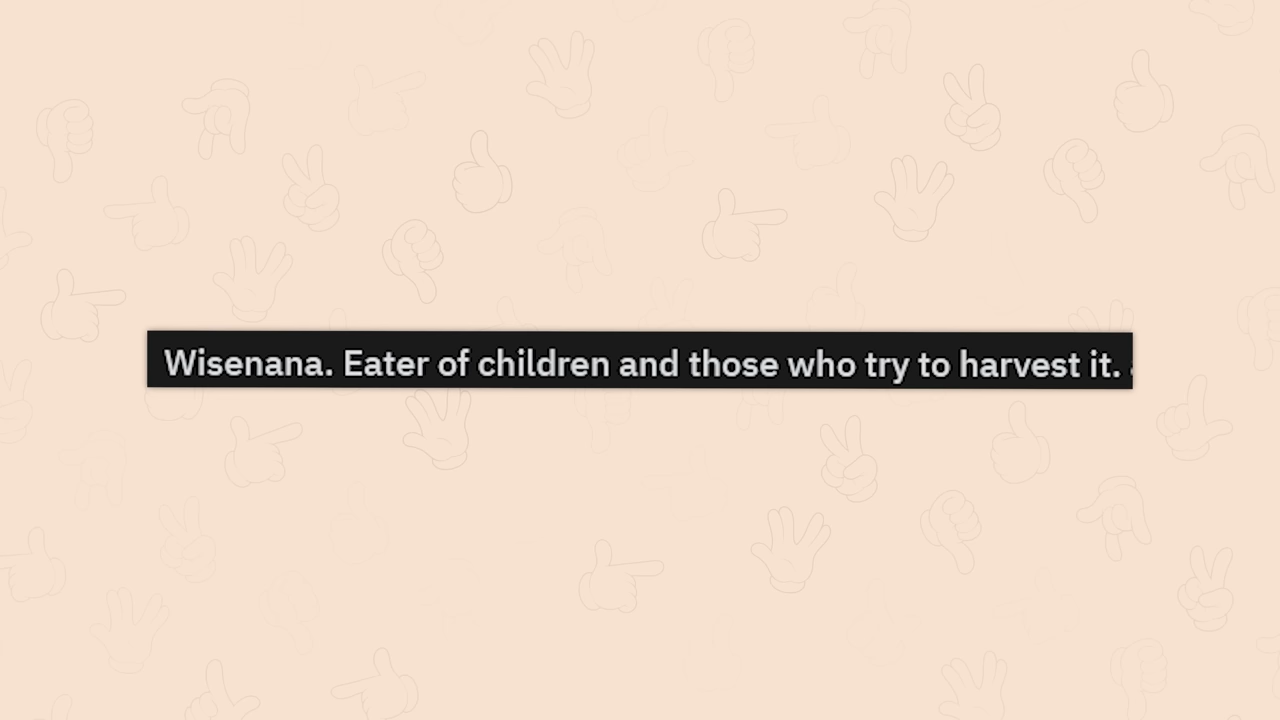 Wisenana. Eater of children and those who try to harvest it.